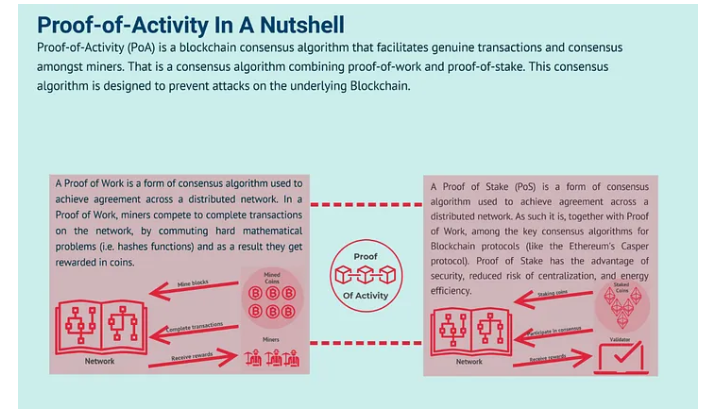 Proof-of-Activity In A Nutshell
Proof-of-Activity (PoA) is a blockchain consensus algorithm that facilitates genuine transactions and consensus
amongst miners. That is a consensus algorithm combining proof-of-work and proof-of-stake. This consensus
algorithm is designed to prevent attacks on the underlying Blockchain.
A Proof of Work is a form of consensus algorithm used to
achieve agreement across a distributed network. In a
Proof of Work, miners compete to complete transactions
on the network, by commuting hard mathematical
problems (i.e. hashes functions) and as a result they get
rewarded in coins.
Mine blocks
Mined
Coins
Complete transactions
Miners
Receive rewards
Network
Proof
Of Activity
A Proof of Stake (PoS) is a form of consensus
algorithm used to achieve agreement across a
distributed network. As such it is, together with Proof
of Work, among the key consensus algorithms for
Blockchain protocols (like the Ethereum's Casper
protocol). Proof of Stake has the advantage of
security, reduced risk of centralization, and energy
efficiency.
Staking coins
Staked
Coins
Participate in consensus
Validator
Receive rewards
Network